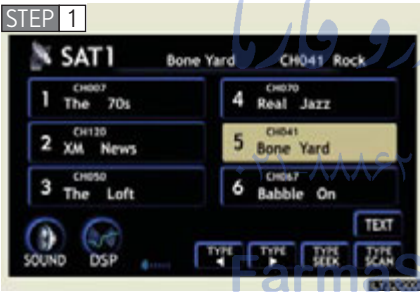 STEP 1
SAT1 Bone Yard CH041 Rock
CH007
1 The 70s
CH120
2 XM News
CH050
3 The Loft
CH070
4 Real Jazz
CH041
5 Bone Yard
CH067
6 Babble On
TEXT
SOUND DSP TYPE ◀ TYPE ▶ TYPE SEEK TYPE SCAN